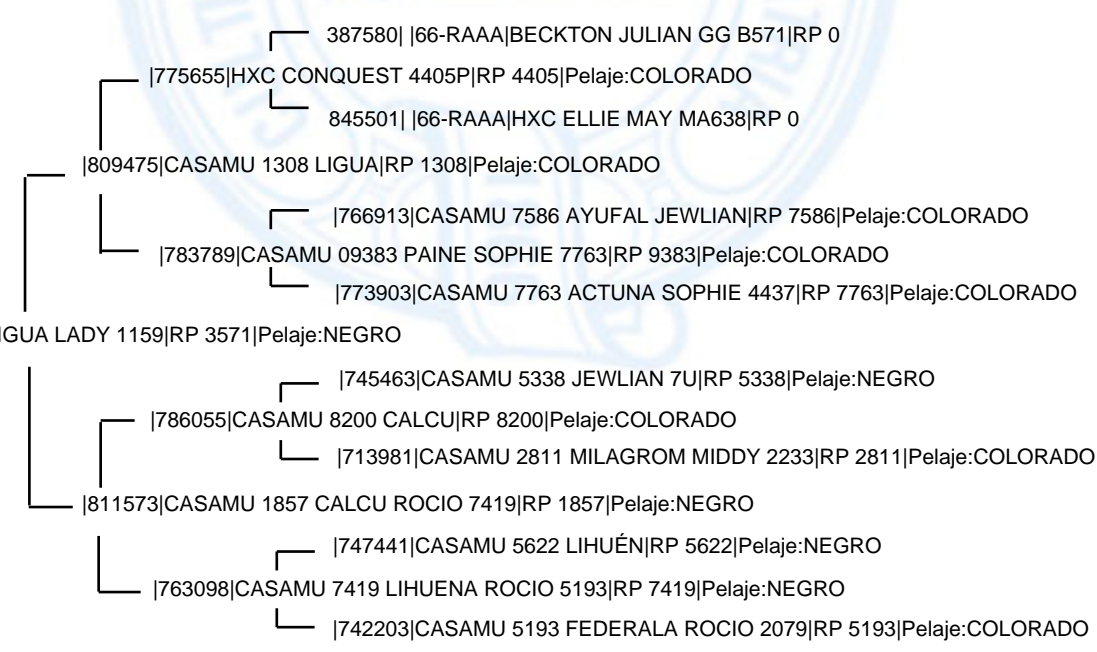 387580| |66-RAAA|BECKTON JULIAN GG B571|RP 0
|775655|HXC CONQUEST 4405P|RP 4405|Pelaje:COLORADO
845501| |66-RAAA|HXC ELLIE MAY MA638|RP 0
|809475|CASAMU 1308 LIGUA|RP 1308|Pelaje:COLORADO
|766913|CASAMU 7586 AYUFAL JEWLIAN|RP 7586|Pelaje:COLORADO
|783789|CASAMU 09383 PAINE SOPHIE 7763|RP 9383|Pelaje:COLORADO
|773903|CASAMU 7763 ACTUNA SOPHIE 4437|RP 7763|Pelaje:COLORADO
IGUA LADY 1159|RP 3571|Pelaje:NEGRO
|745463|CASAMU 5338 JEWLIAN 7U|RP 5338|Pelaje:NEGRO
|786055|CASAMU 8200 CALCU|RP 8200|Pelaje:COLORADO
|713981|CASAMU 2811 MILAGROM MIDDY 2233|RP 2811|Pelaje:COLORADO
|811573|CASAMU 1857 CALCU ROCIO 7419|RP 1857|Pelaje:NEGRO
|747441|CASAMU 5622 LIHUÉN|RP 5622|Pelaje:NEGRO
|763098|CASAMU 7419 LIHUENA ROCIO 5193|RP 7419|Pelaje:NEGRO
|742203|CASAMU 5193 FEDERALA ROCIO 2079|RP 5193|Pelaje:COLORADO